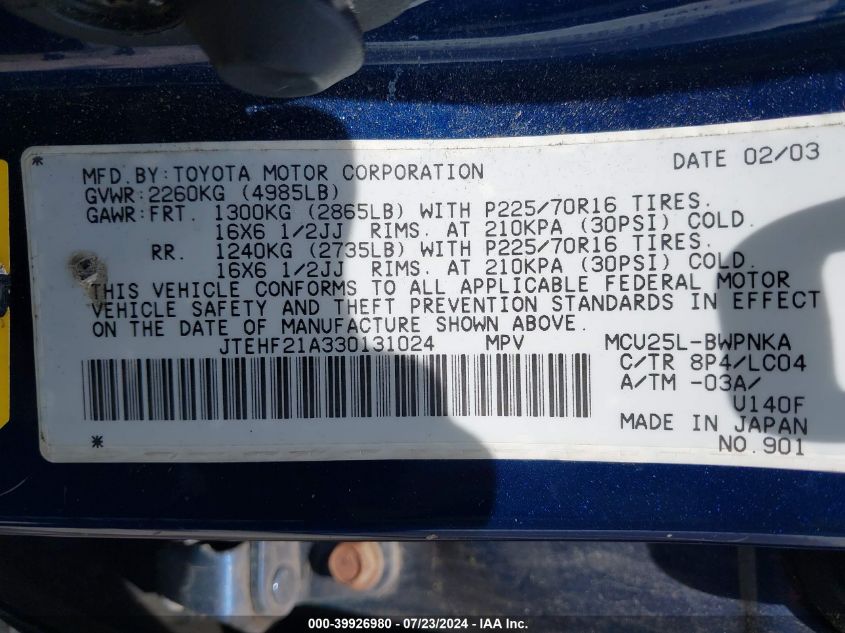 * DATE 02/03
MFD. BY: TOYOTA MOTOR CORPORATION
GVWR: 2260KG (4985LB)
GAWR: FRT. 1300KG (2865LB) WITH P225/70R16 TIRES.
16X6 1/2JJ RIMS. AT 210KPA (30PSI) COLD.
RR. 1240KG (2735LB) WITH P225/70R16 TIRES.
16X6 1/2JJ RIMS. AT 210KPA (30PSI) COLD.
THIS VEHICLE CONFORMS TO ALL APPLICABLE FEDERAL MOTOR
VEHICLE SAFETY AND THEFT PREVENTION STANDARDS IN EFFECT
ON THE DATE OF MANUFACTURE SHOWN ABOVE.
JTEHF21A330131024 MPV MCU25L-BWPNKA
C/TR 8P4/LC04
A/TM -03A/
U140F
MADE IN JAPAN
* NO. 901
000-39926980 - 07/23/2024 - IAA Inc.